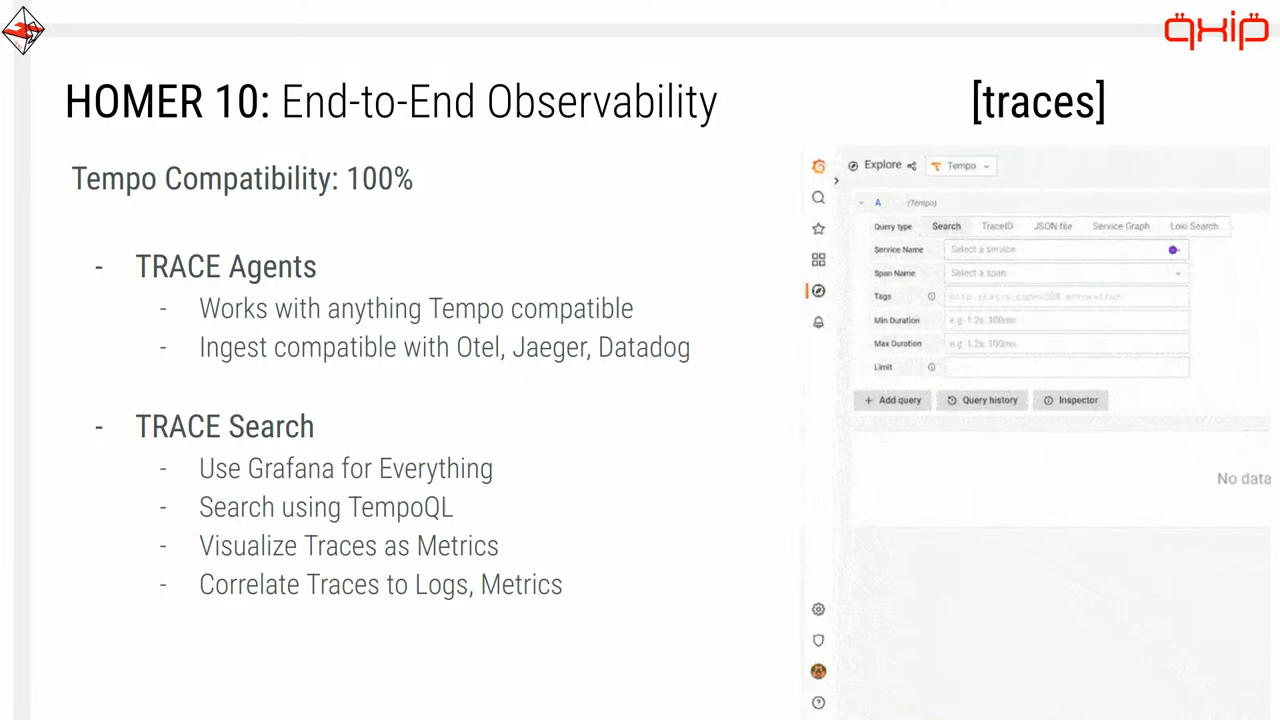 qxip
HOMER 10: End-to-End Observability
[traces]
Tempo Compatibility: 100%
- TRACE Agents
- Works with anything Tempo compatible
- Ingest compatible with Otel, Jaeger, Datadog
- TRACE Search
- Use Grafana for Everything
- Search using TempoQL
- Visualize Traces as Metrics
- Correlate Traces to Logs, Metrics
Explore
Tempo
A (Tempo)
Query type Search TraceID JSON file Service Graph Loki Search
Service Name Select a service
Span Name Select a span
Tags
Min Duration e.g. 1.2s, 100ms
Max Duration e.g. 1.2s, 100ms
Limit
+ Add query Query history Inspector
No data